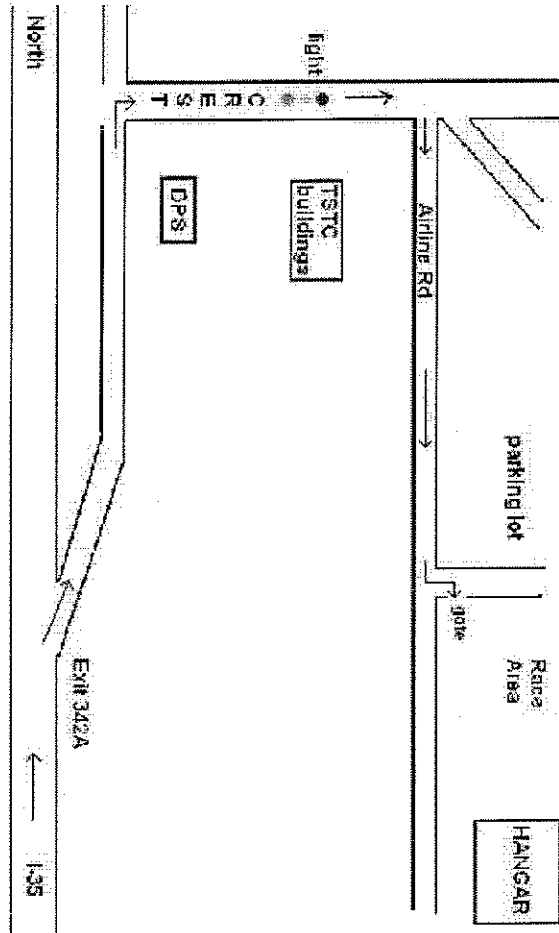 North
light
CREST
DPS
TSTC
buildings
Airline Rd
parking lot
gate
Race
Area
HANGAR
Exit 342A
I-35